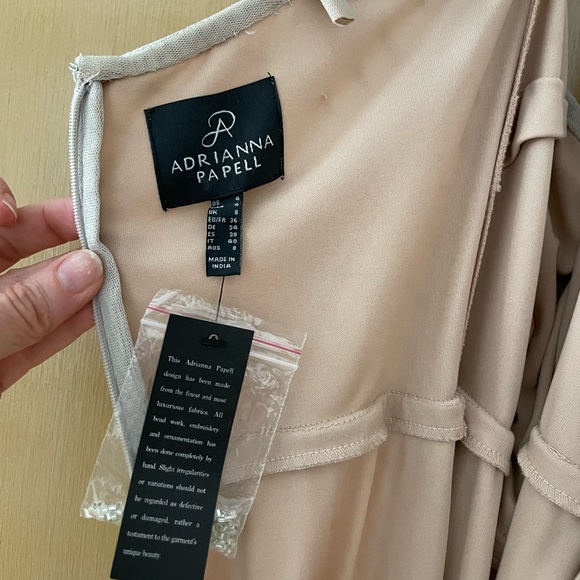 ADRIANNA
PAPELL
US 4
4
UK 8
EU/FR 36
DE 34
ES 38
IT 40
AUS 8
MADE IN
INDIA
This Adrianna Papell
design has been made
from the finest and most
luxurious fabrics. All
bead work, embroidery
and ornamentation has
been done completely by
hand. Slight irregularities
or variations should not
be regarded as defective
or damaged, rather a
testament to the garment's
unique beauty.